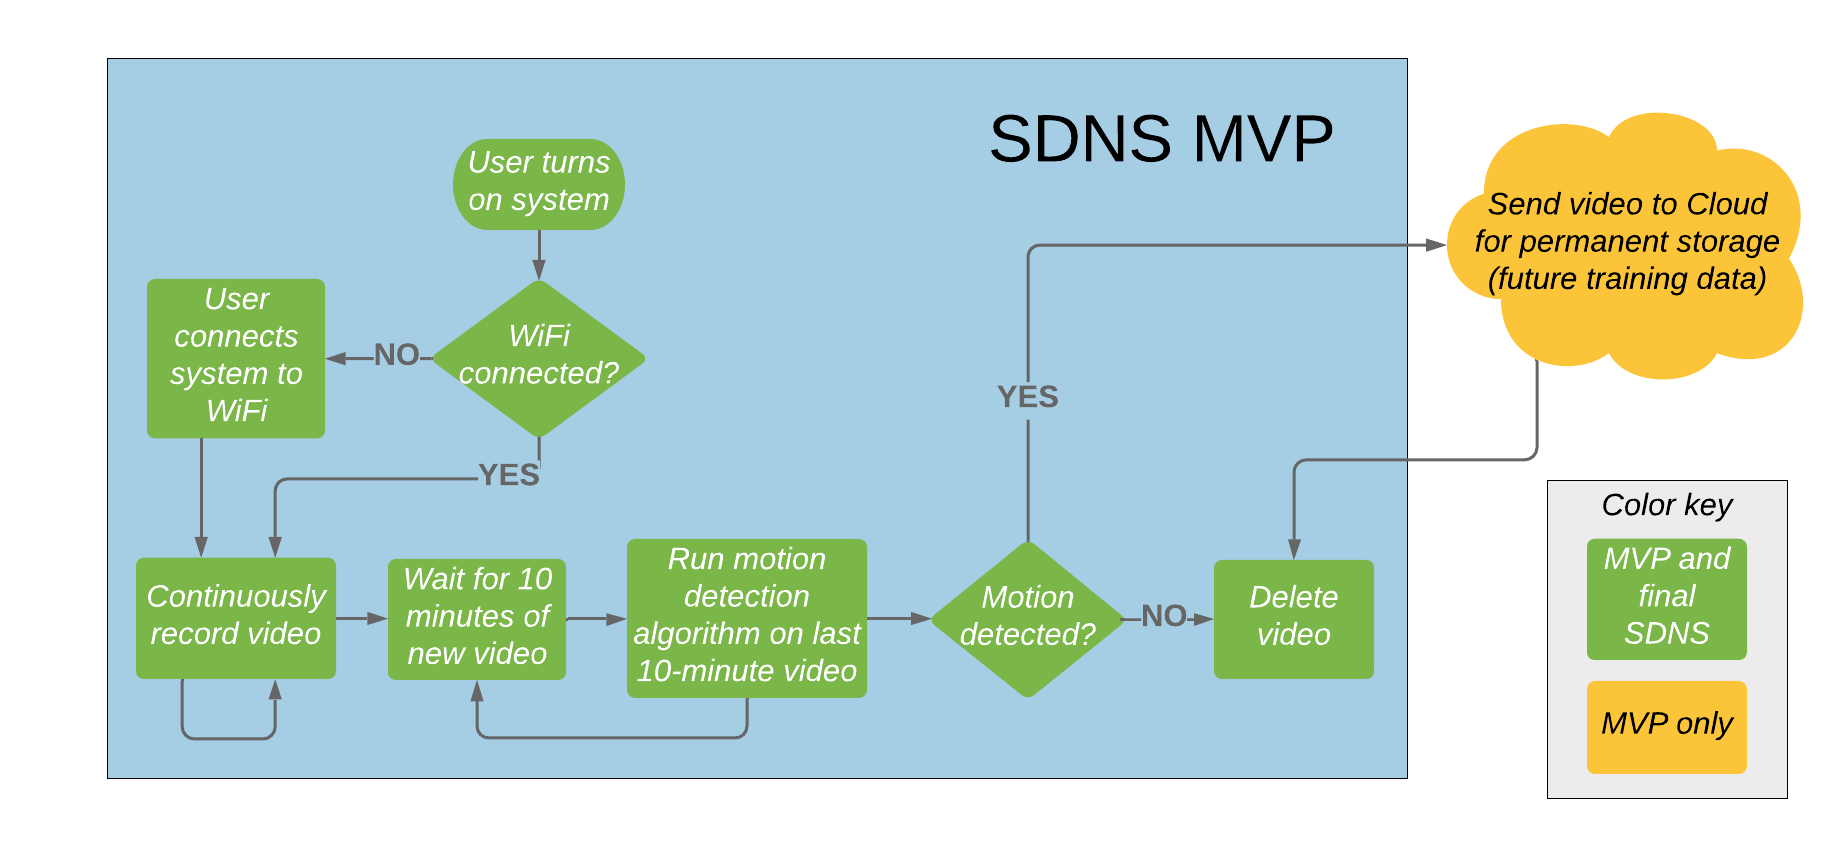 SDNS MVP
User turns
on system
WiFi
connected?
NO
User
connects
system to
WiFi
YES
Continuously
record video
Wait for 10
minutes of
new video
Run motion
detection
algorithm on last
10-minute video
Motion
detected?
YES
NO
Delete
video
Send video to Cloud
for permanent storage
(future training data)
Color key
MVP and
final
SDNS
MVP only